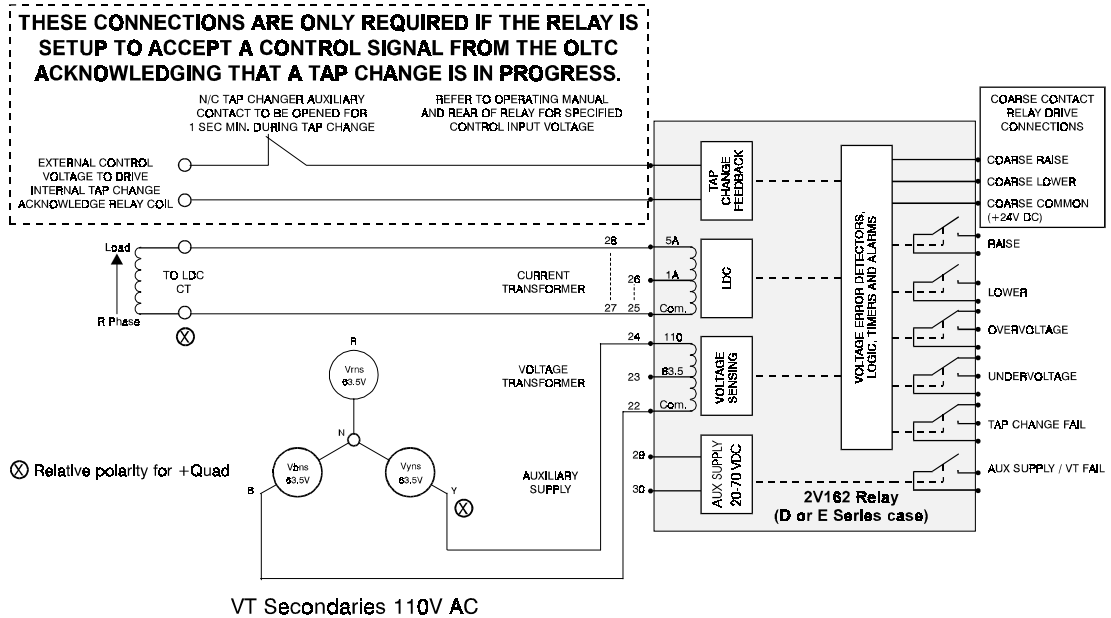 THESE CONNECTIONS ARE ONLY REQUIRED IF THE RELAY IS
SETUP TO ACCEPT A CONTROL SIGNAL FROM THE OLTC
ACKNOWLEDGING THAT A TAP CHANGE IS IN PROGRESS.
N/C TAP CHANGER AUXILIARY
CONTACT TO BE OPENED FOR
1 SEC MIN. DURING TAP CHANGE
REFER TO OPERATING MANUAL
AND REAR OF RELAY FOR SPECIFIED
CONTROL INPUT VOLTAGE
EXTERNAL CONTROL
VOLTAGE TO DRIVE
INTERNAL TAP CHANGE
ACKNOWLEDGE RELAY COIL
TAP
CHANGE
FEEDBACK
COARSE CONTACT
RELAY DRIVE
CONNECTIONS
COARSE RAISE
COARSE LOWER
COARSE COMMON
(+24V DC)
Load
R Phase
TO LDC
CT
CURRENT
TRANSFORMER
28
27
26
25
5A
1A
Com.
LDC
VOLTAGE ERROR DETECTORS,
LOGIC, TIMERS AND ALARMS
RAISE
LOWER
OVERVOLTAGE
UNDERVOLTAGE
TAP CHANGE FAIL
AUX SUPPLY / VT FAIL
VOLTAGE
TRANSFORMER
24
23
22
110
63.5
Com.
VOLTAGE
SENSING
R
Vrns
63.5V
N
Vbns
63.5V
Vyns
63.5V
B
Y
Relative polarity for +Quad
AUXILIARY
SUPPLY
29
30
AUX SUPPLY
20-70 VDC
2V162 Relay
(D or E Series case)
VT Secondaries 110V AC